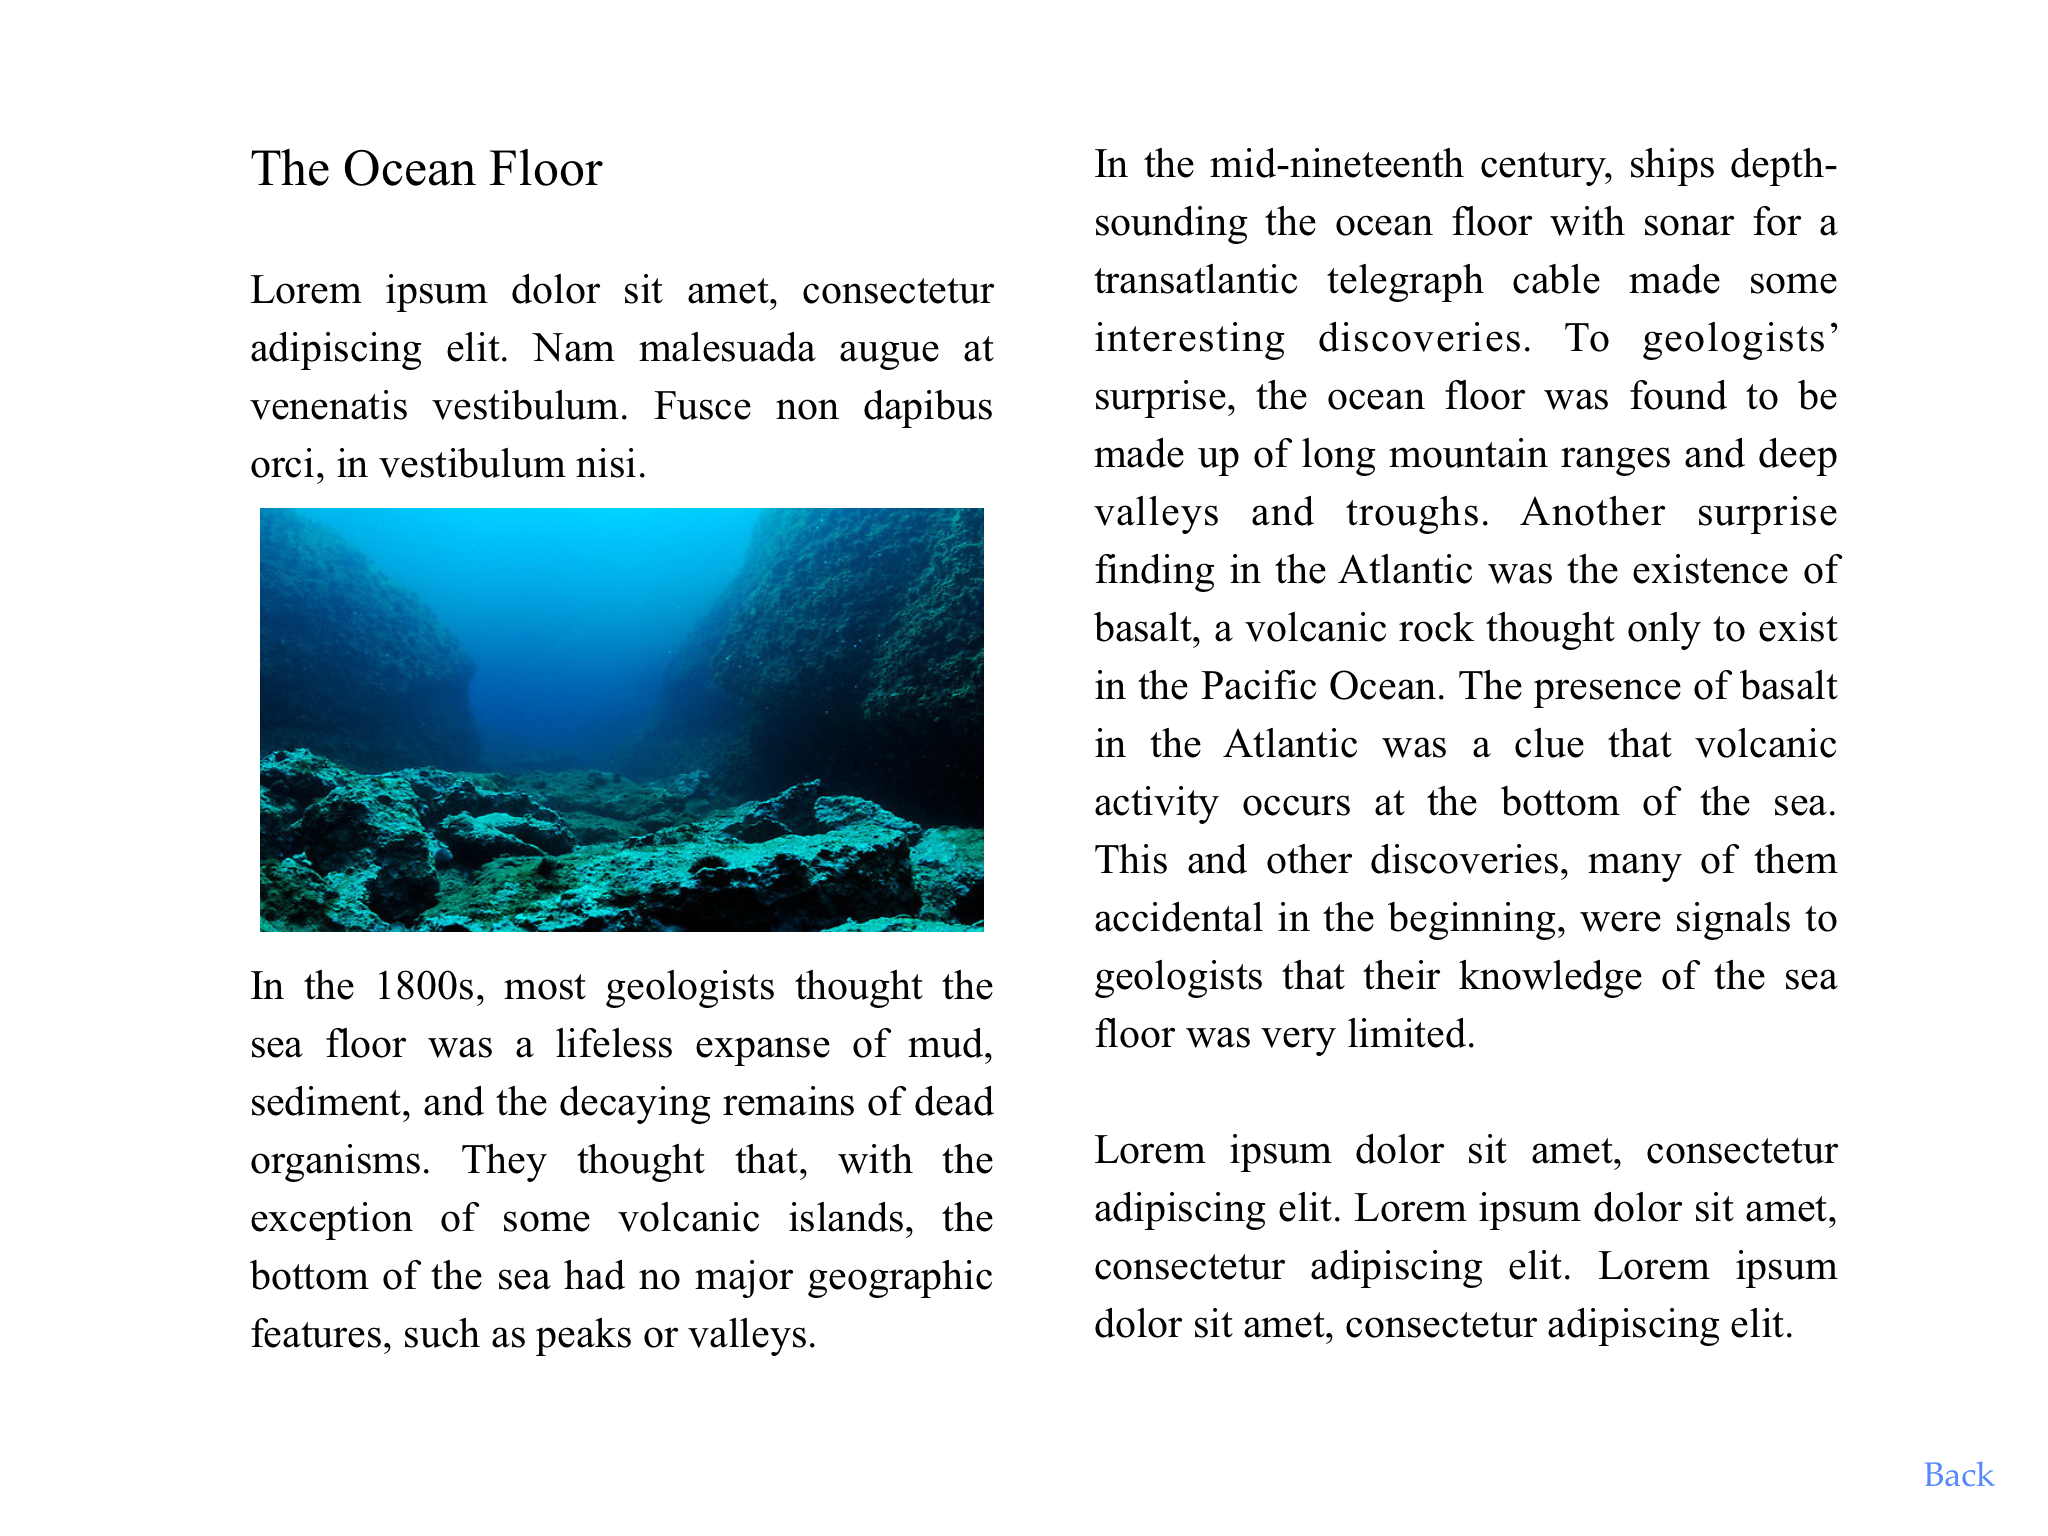 The Ocean Floor
Lorem ipsum dolor sit amet, consectetur
adipiscing elit. Nam malesuada augue at
venenatis vestibulum. Fusce non dapibus
orci, in vestibulum nisi.
In the 1800s, most geologists thought the
sea floor was a lifeless expanse of mud,
sediment, and the decaying remains of dead
organisms. They thought that, with the
exception of some volcanic islands, the
bottom of the sea had no major geographic
features, such as peaks or valleys.
In the mid-nineteenth century, ships depth-
sounding the ocean floor with sonar for a
transatlantic telegraph cable made some
interesting discoveries. To geologists’
surprise, the ocean floor was found to be
made up of long mountain ranges and deep
valleys and troughs. Another surprise
finding in the Atlantic was the existence of
basalt, a volcanic rock thought only to exist
in the Pacific Ocean. The presence of basalt
in the Atlantic was a clue that volcanic
activity occurs at the bottom of the sea.
This and other discoveries, many of them
accidental in the beginning, were signals to
geologists that their knowledge of the sea
floor was very limited.
Lorem ipsum dolor sit amet, consectetur
adipiscing elit. Lorem ipsum dolor sit amet,
consectetur adipiscing elit. Lorem ipsum
dolor sit amet, consectetur adipiscing elit.
Back